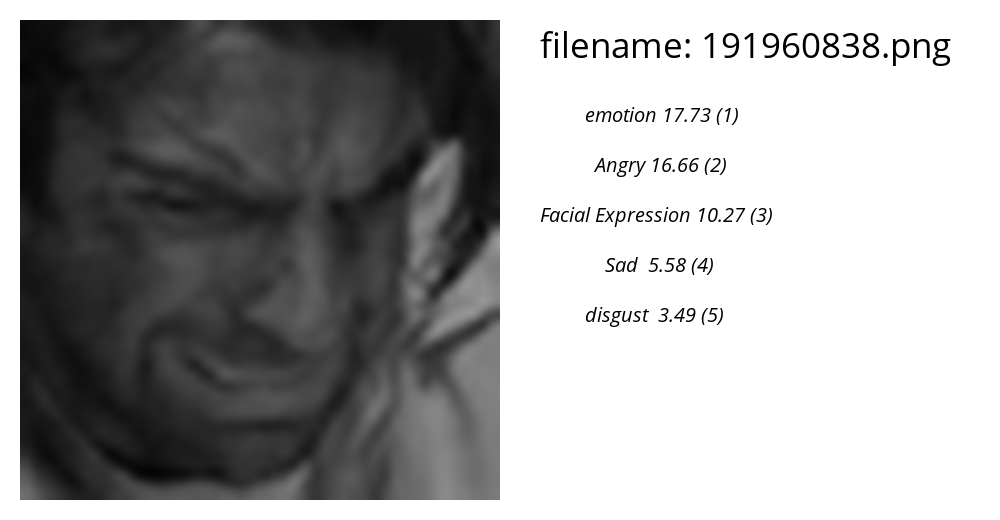 filename: 191960838.png
emotion 17.73 (1)
Angry 16.66 (2)
Facial Expression 10.27 (3)
Sad  5.58 (4)
disgust  3.49 (5)